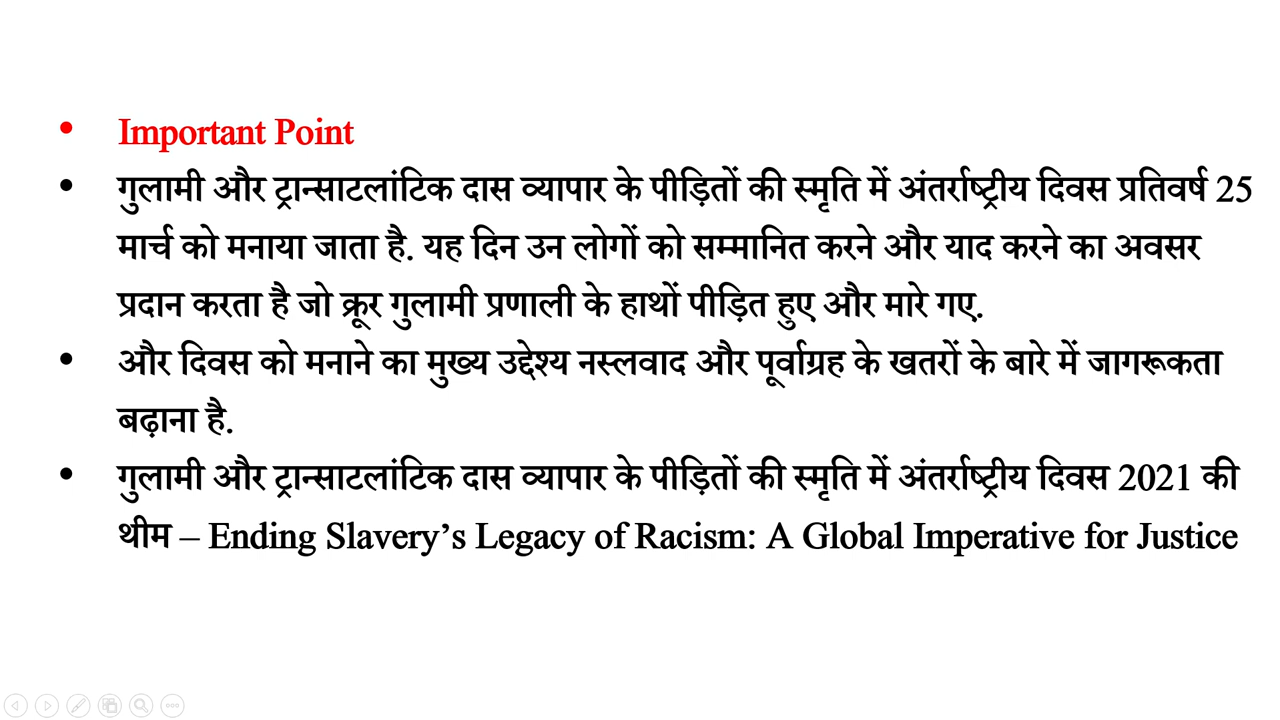 • Important Point
• गुलामी और ट्रान्साटलांटिक दास व्यापार के पीड़ितों की स्मृति में अंतर्राष्ट्रीय दिवस प्रतिवर्ष 25
मार्च को मनाया जाता है. यह दिन उन लोगों को सम्मानित करने और याद करने का अवसर
प्रदान करता है जो क्रूर गुलामी प्रणाली के हाथों पीड़ित हुए और मारे गए.
• और दिवस को मनाने का मुख्य उद्देश्य नस्लवाद और पूर्वाग्रह के खतरों के बारे में जागरूकता
बढ़ाना है.
• गुलामी और ट्रान्साटलांटिक दास व्यापार के पीड़ितों की स्मृति में अंतर्राष्ट्रीय दिवस 2021 की
थीम – Ending Slavery’s Legacy of Racism: A Global Imperative for Justice